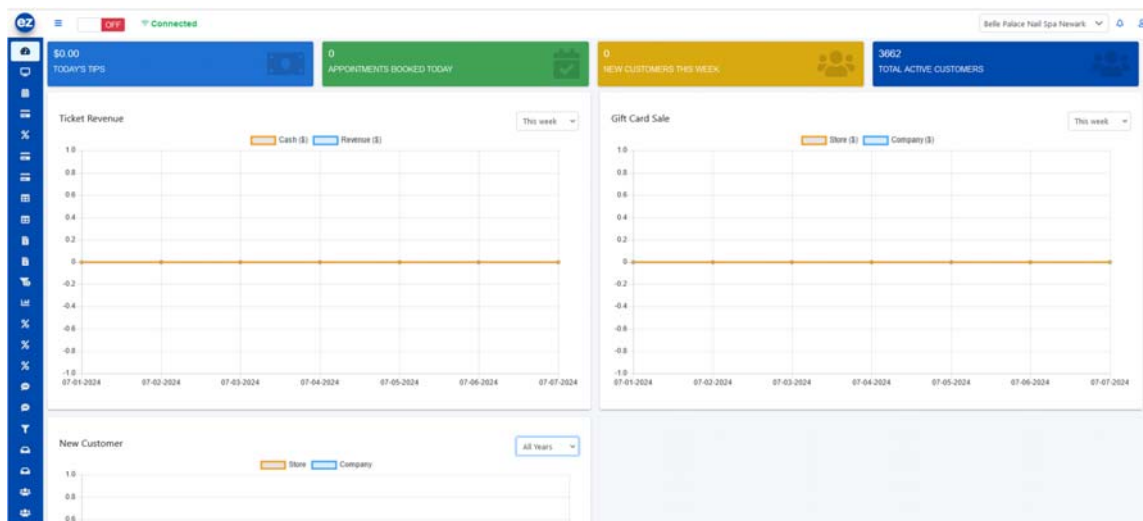 ez
OFF
Connected
Belle Palace Nail Spa Newark
$0.00
TODAY'S TIPS
0
APPOINTMENTS BOOKED TODAY
0
NEW CUSTOMERS THIS WEEK
3662
TOTAL ACTIVE CUSTOMERS
Ticket Revenue
This week
Cash ($) Revenue ($)
1.0
0.8
0.6
0.4
0.2
0
-0.2
-0.4
-0.6
-0.8
-1.0
07-01-2024 07-02-2024 07-03-2024 07-04-2024 07-05-2024 07-06-2024 07-07-2024
Gift Card Sale
This week
Store ($) Company ($)
1.0
0.8
0.6
0.4
0.2
0
-0.2
-0.4
-0.6
-0.8
-1.0
07-01-2024 07-02-2024 07-03-2024 07-04-2024 07-05-2024 07-06-2024 07-07-2024
New Customer
All Years
Store Company
1.0
0.8
0.6